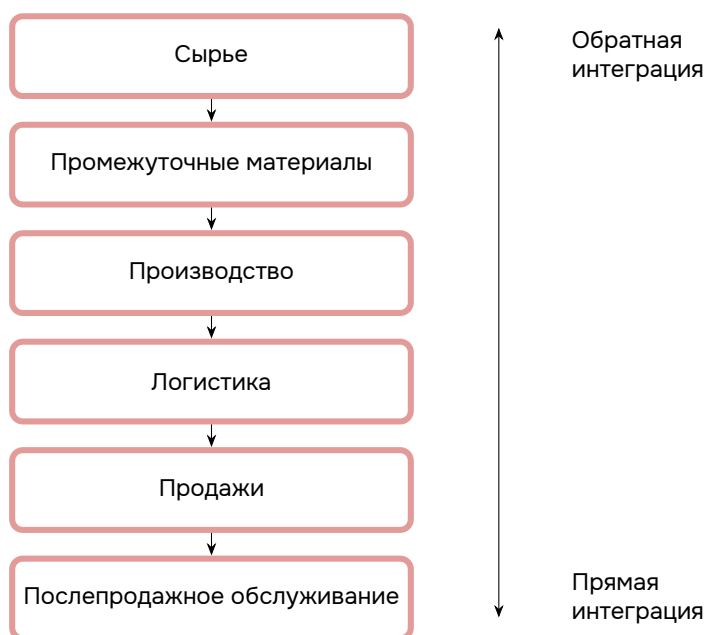 Сырье
Обратная
интеграция
Промежуточные материалы
Производство
Логистика
Продажи
Послепродажное обслуживание
Прямая
интеграция